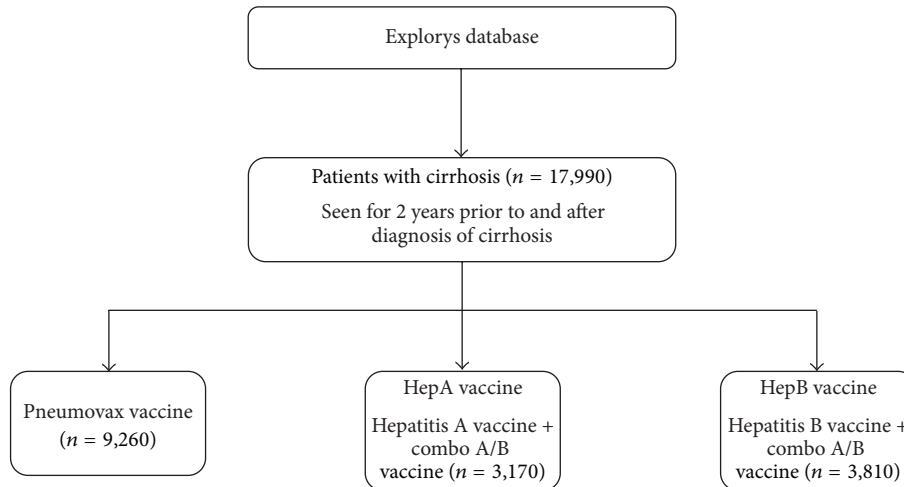 Explorys database
Patients with cirrhosis (n = 17,990)
Seen for 2 years prior to and after
diagnosis of cirrhosis
Pneumovax vaccine
(n = 9,260)
HepA vaccine
Hepatitis A vaccine +
combo A/B
vaccine (n = 3,170)
HepB vaccine
Hepatitis B vaccine +
combo A/B
vaccine (n = 3,810)